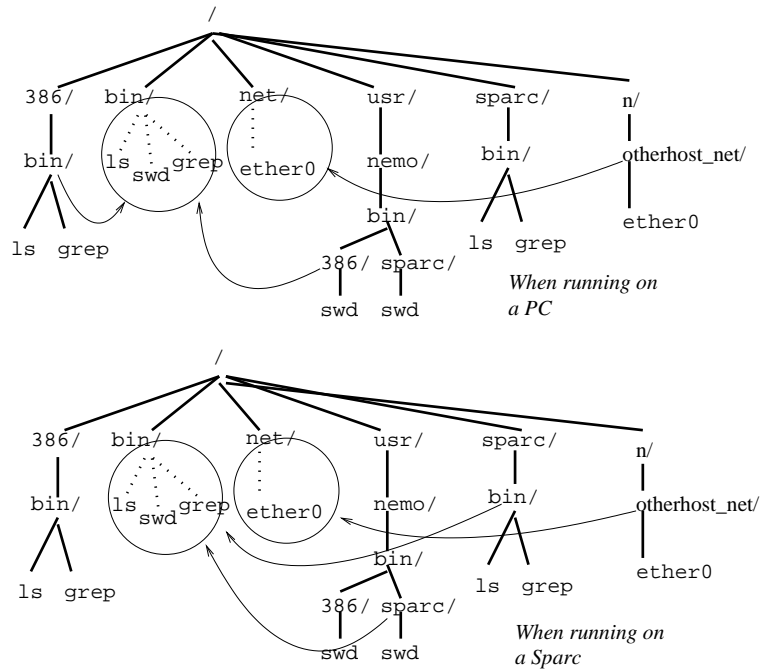 /
386/ bin/ net/ usr/ sparc/ n/
bin/ ls swd grep ether0 nemo/ bin/ otherhost_net/
bin/ ether0
ls grep 386/ sparc/ ls grep
swd swd
When running on
a PC
/
386/ bin/ net/ usr/ sparc/ n/
bin/ ls swd grep ether0 nemo/ bin/ otherhost_net/
bin/ ether0
ls grep 386/ sparc/ ls grep
swd swd
When running on
a Sparc